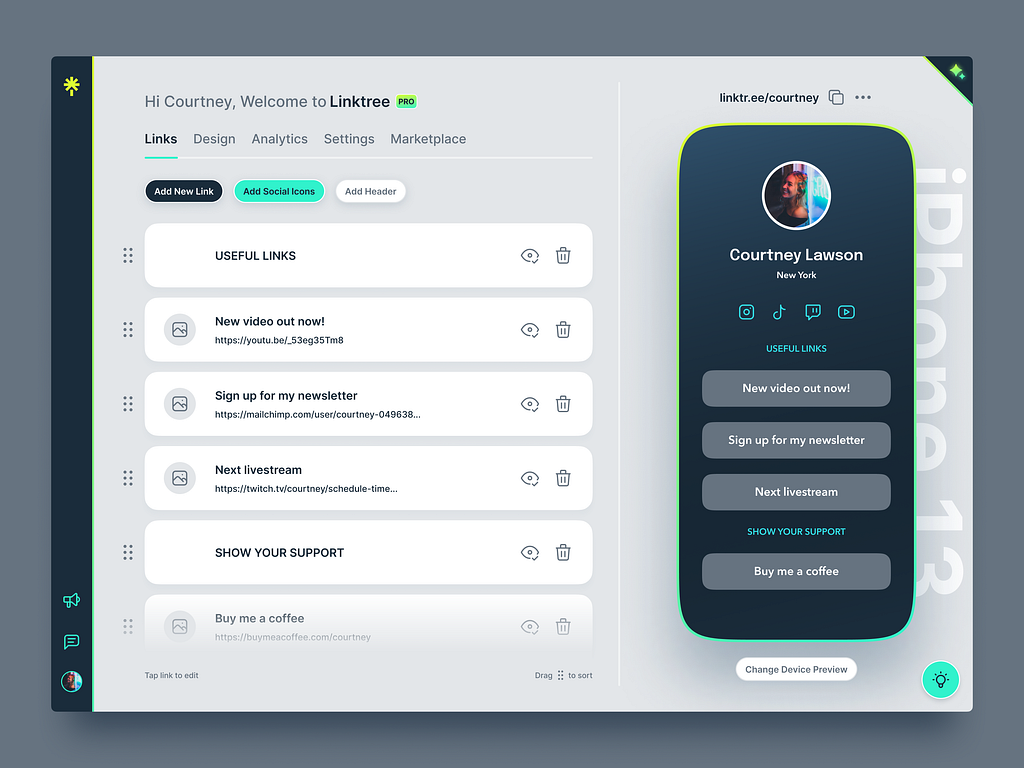 Hi Courtney, Welcome to Linktree PRO
Links Design Analytics Settings Marketplace
Add New Link Add Social Icons Add Header
USEFUL LINKS
New video out now!
https://youtu.be/_53eg35Tm8
Sign up for my newsletter
https://mailchimp.com/user/courtney-049638...
Next livestream
https://twitch.tv/courtney/schedule-time...
SHOW YOUR SUPPORT
Buy me a coffee
https://buymeacoffee.com/courtney
Tap link to edit
Drag to sort
linktr.ee/courtney
Courtney Lawson
New York
USEFUL LINKS
New video out now!
Sign up for my newsletter
Next livestream
SHOW YOUR SUPPORT
Buy me a coffee
iPhone 13
Change Device Preview